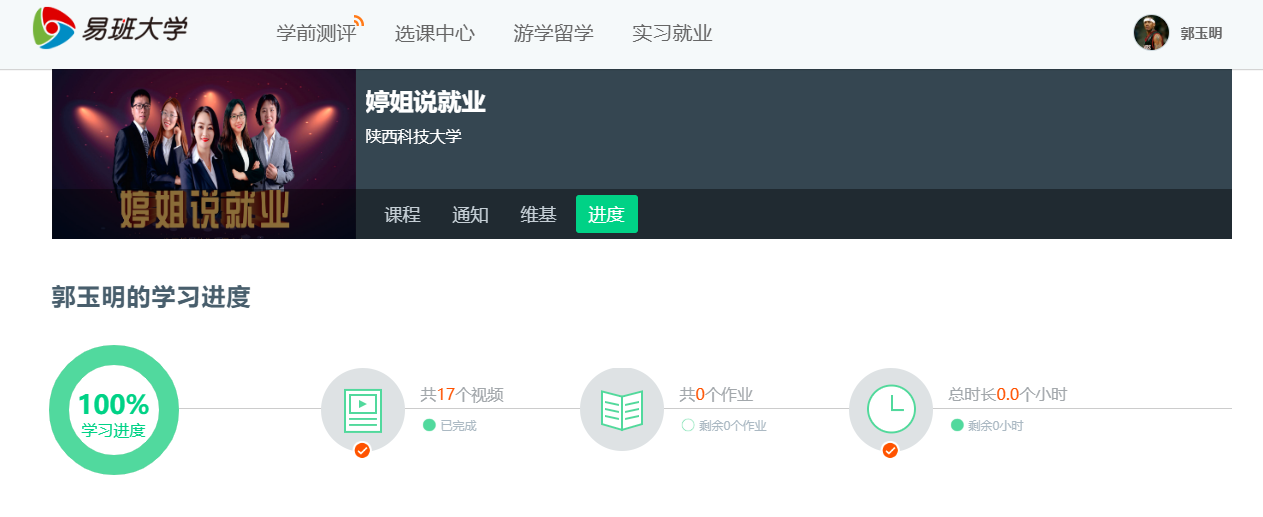 易班大学
学前测评 选课中心 游学留学 实习就业 郭玉明
婷姐说就业
陕西科技大学
婷姐说就业
课程 通知 维基 进度
郭玉明的学习进度
100%
学习进度
共17个视频
已完成
共0个作业
剩余0个作业
总时长0.0个小时
剩余0小时